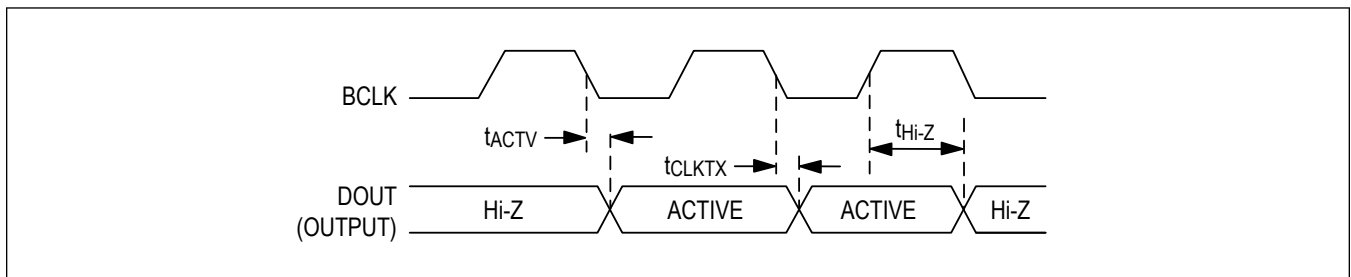 BCLK
tACTV
tHi-Z
tCLKTX
DOUT
(OUTPUT)
Hi-Z
ACTIVE
ACTIVE
Hi-Z